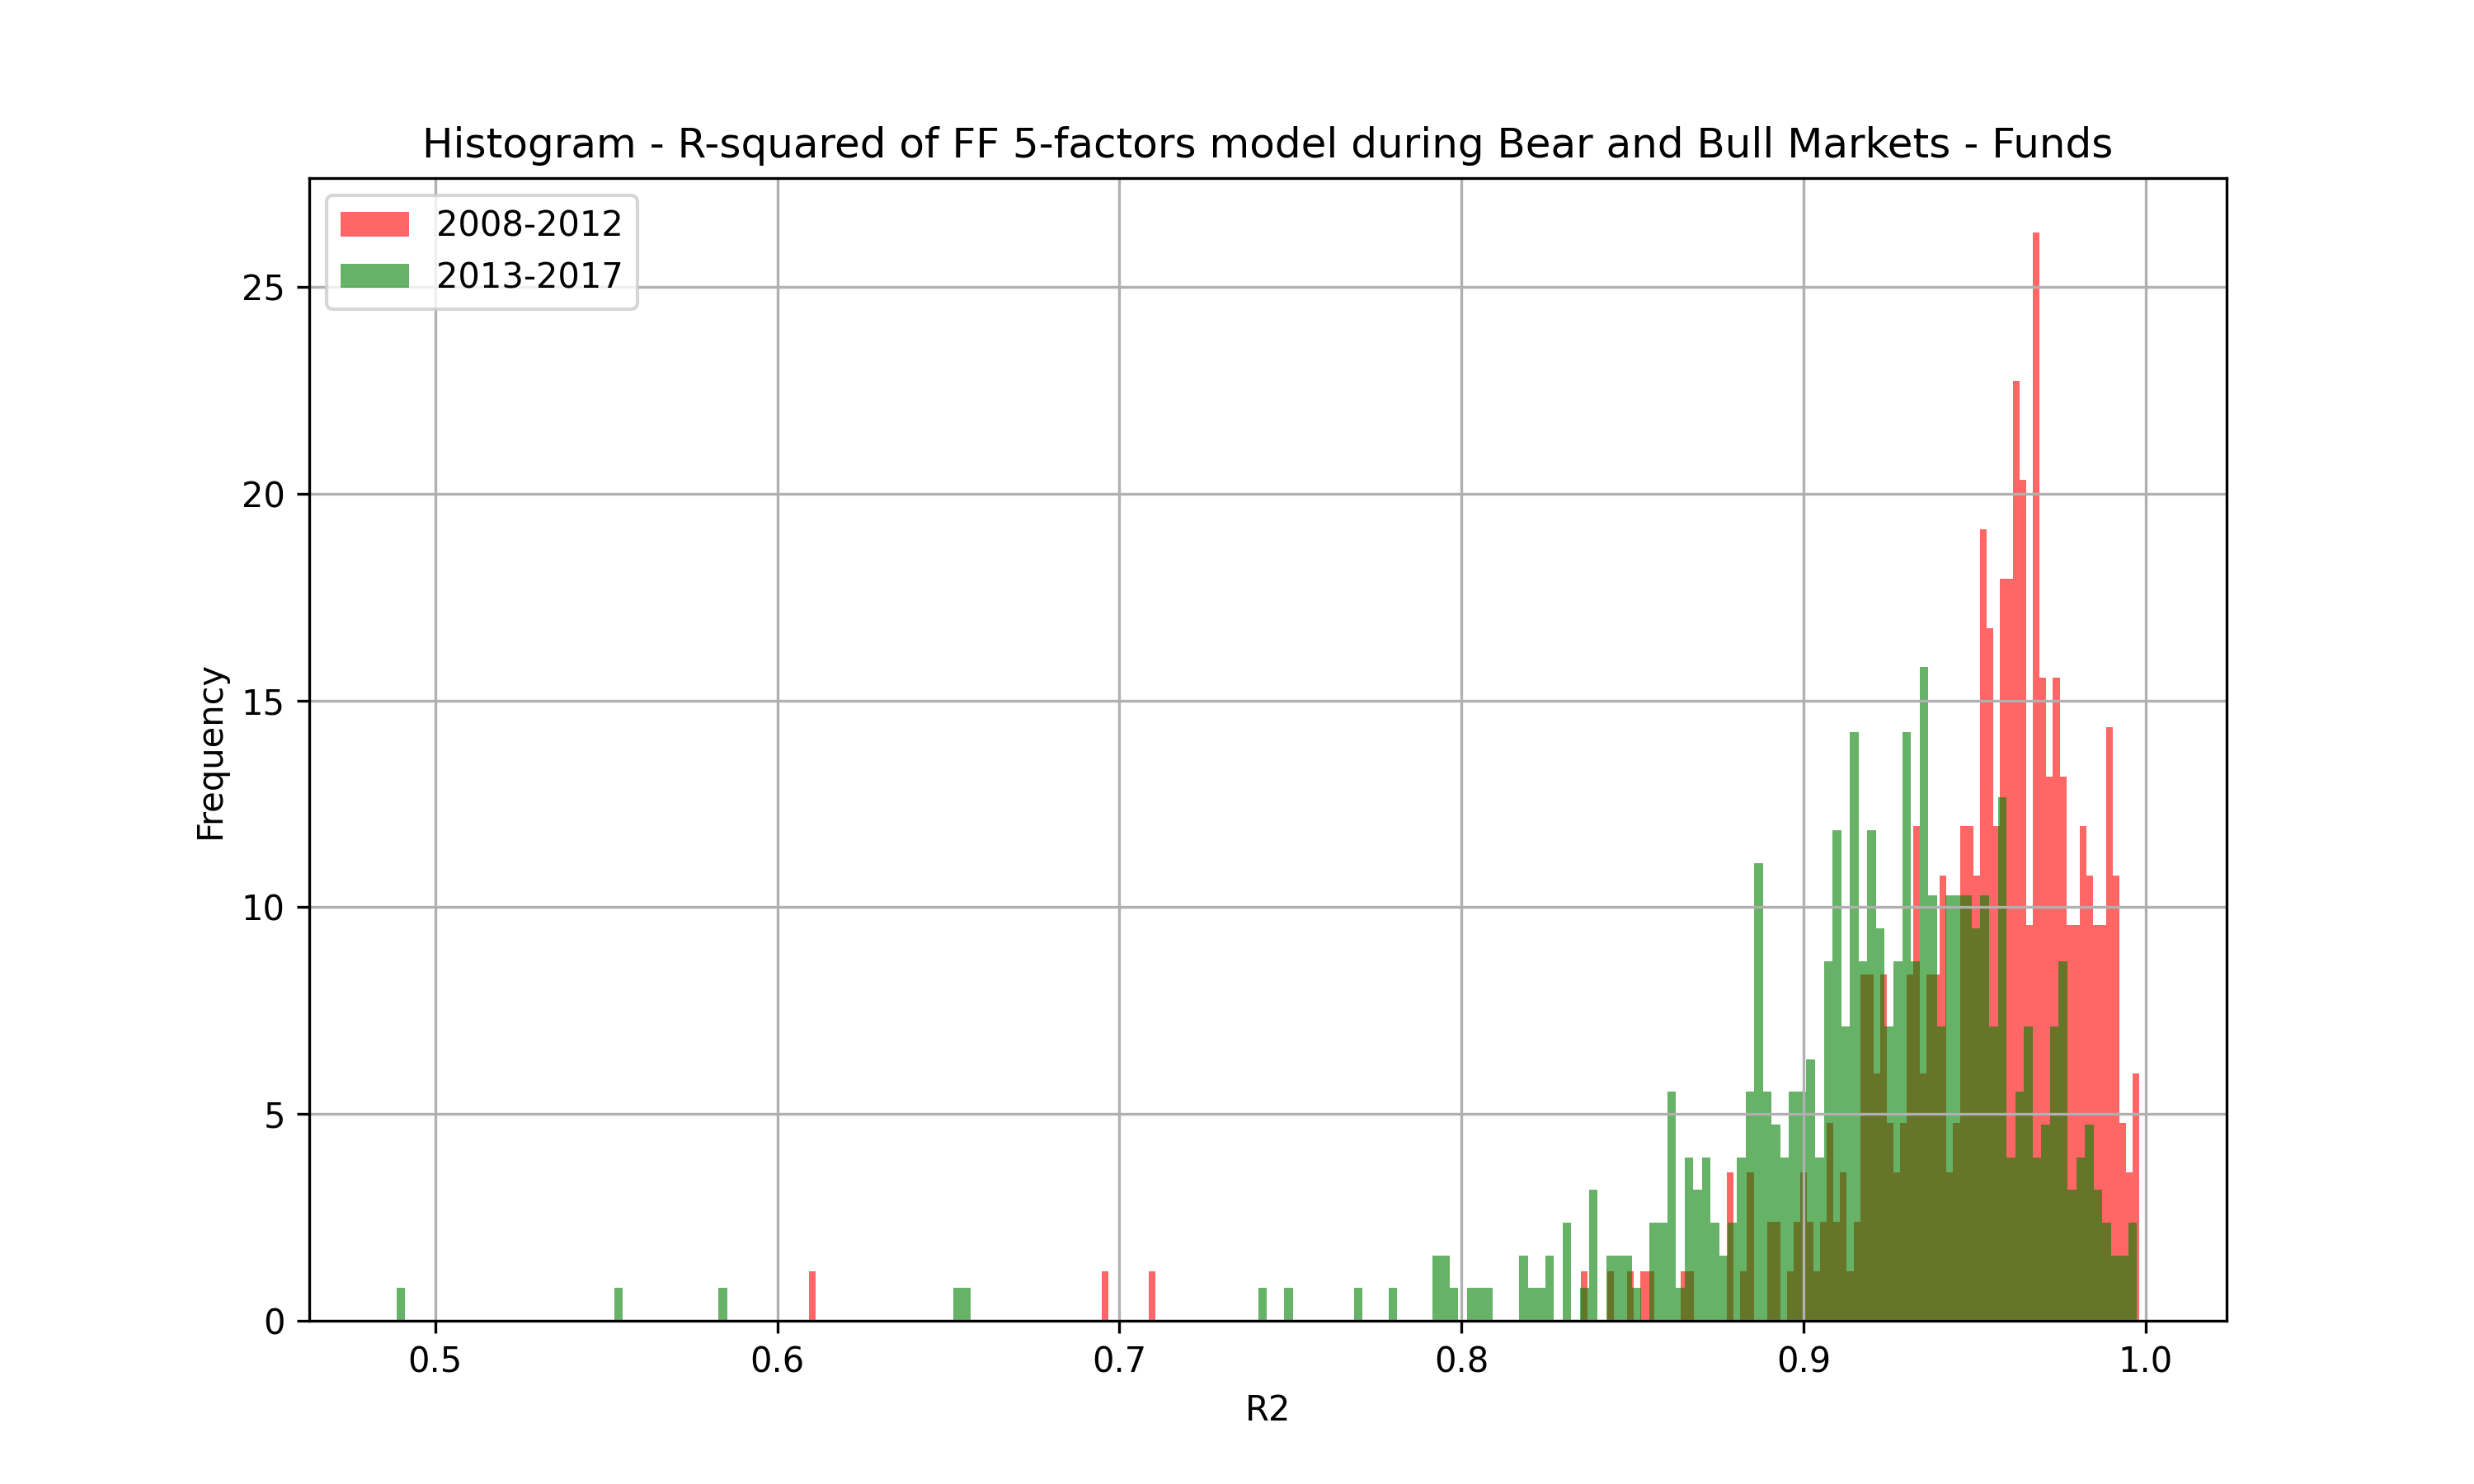 Histogram - R-squared of FF 5-factors model during Bear and Bull Markets - Funds
2008-2012
2013-2017
25
20
15
10
5
0
Frequency
0.5 0.6 0.7 0.8 0.9 1.0
R2